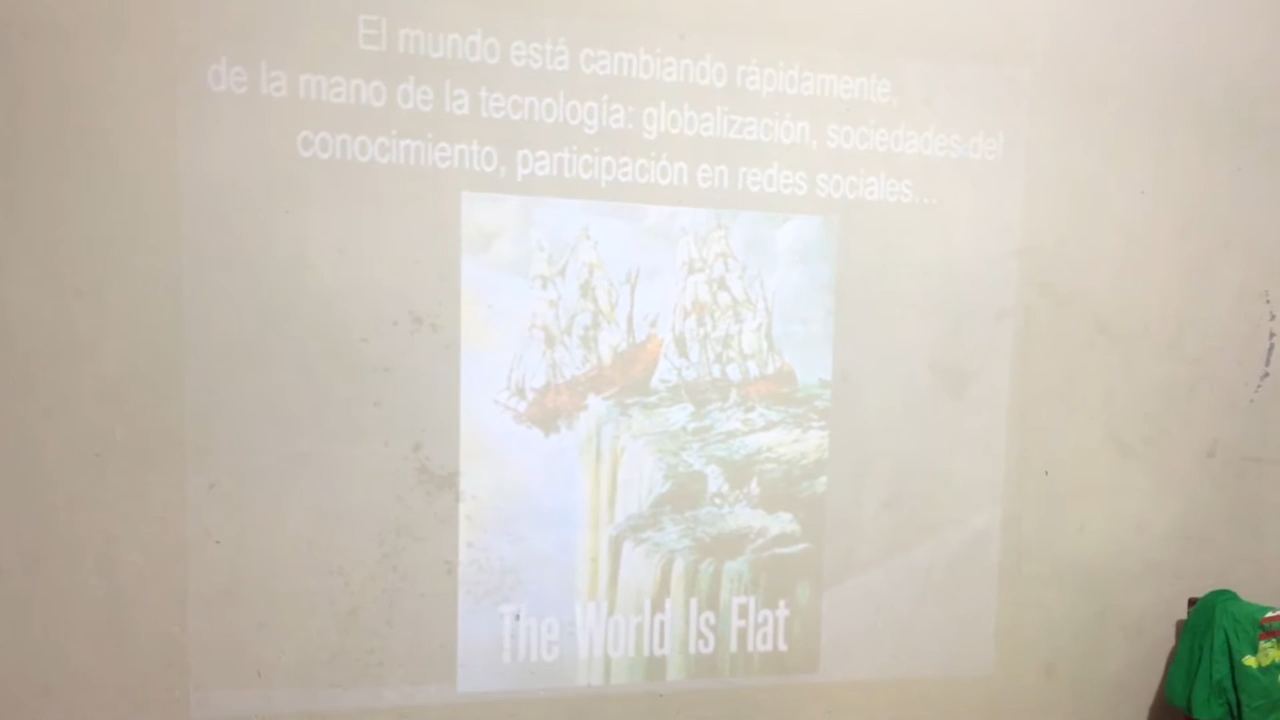 El mundo está cambiando rápidamente,
de la mano de la tecnología: globalización, sociedades del
conocimiento, participación en redes sociales...
The World Is Flat